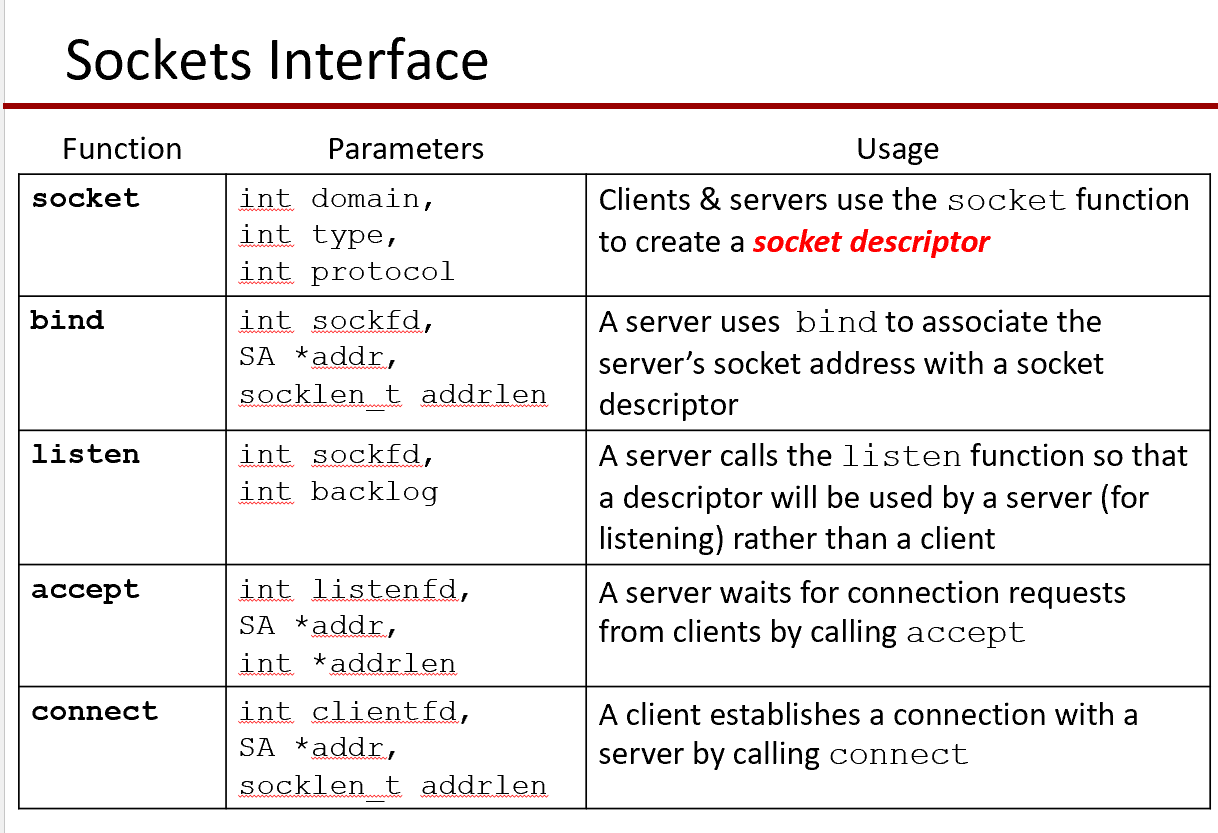 Sockets Interface
Function Parameters Usage
socket
int domain,
int type,
int protocol
Clients & servers use the socket function
to create a socket descriptor
bind
int sockfd,
SA *addr,
socklen_t addrlen
A server uses bind to associate the
server’s socket address with a socket
descriptor
listen
int sockfd,
int backlog
A server calls the listen function so that
a descriptor will be used by a server (for
listening) rather than a client
accept
int listenfd,
SA *addr,
int *addrlen
A server waits for connection requests
from clients by calling accept
connect
int clientfd,
SA *addr,
socklen_t addrlen
A client establishes a connection with a
server by calling connect